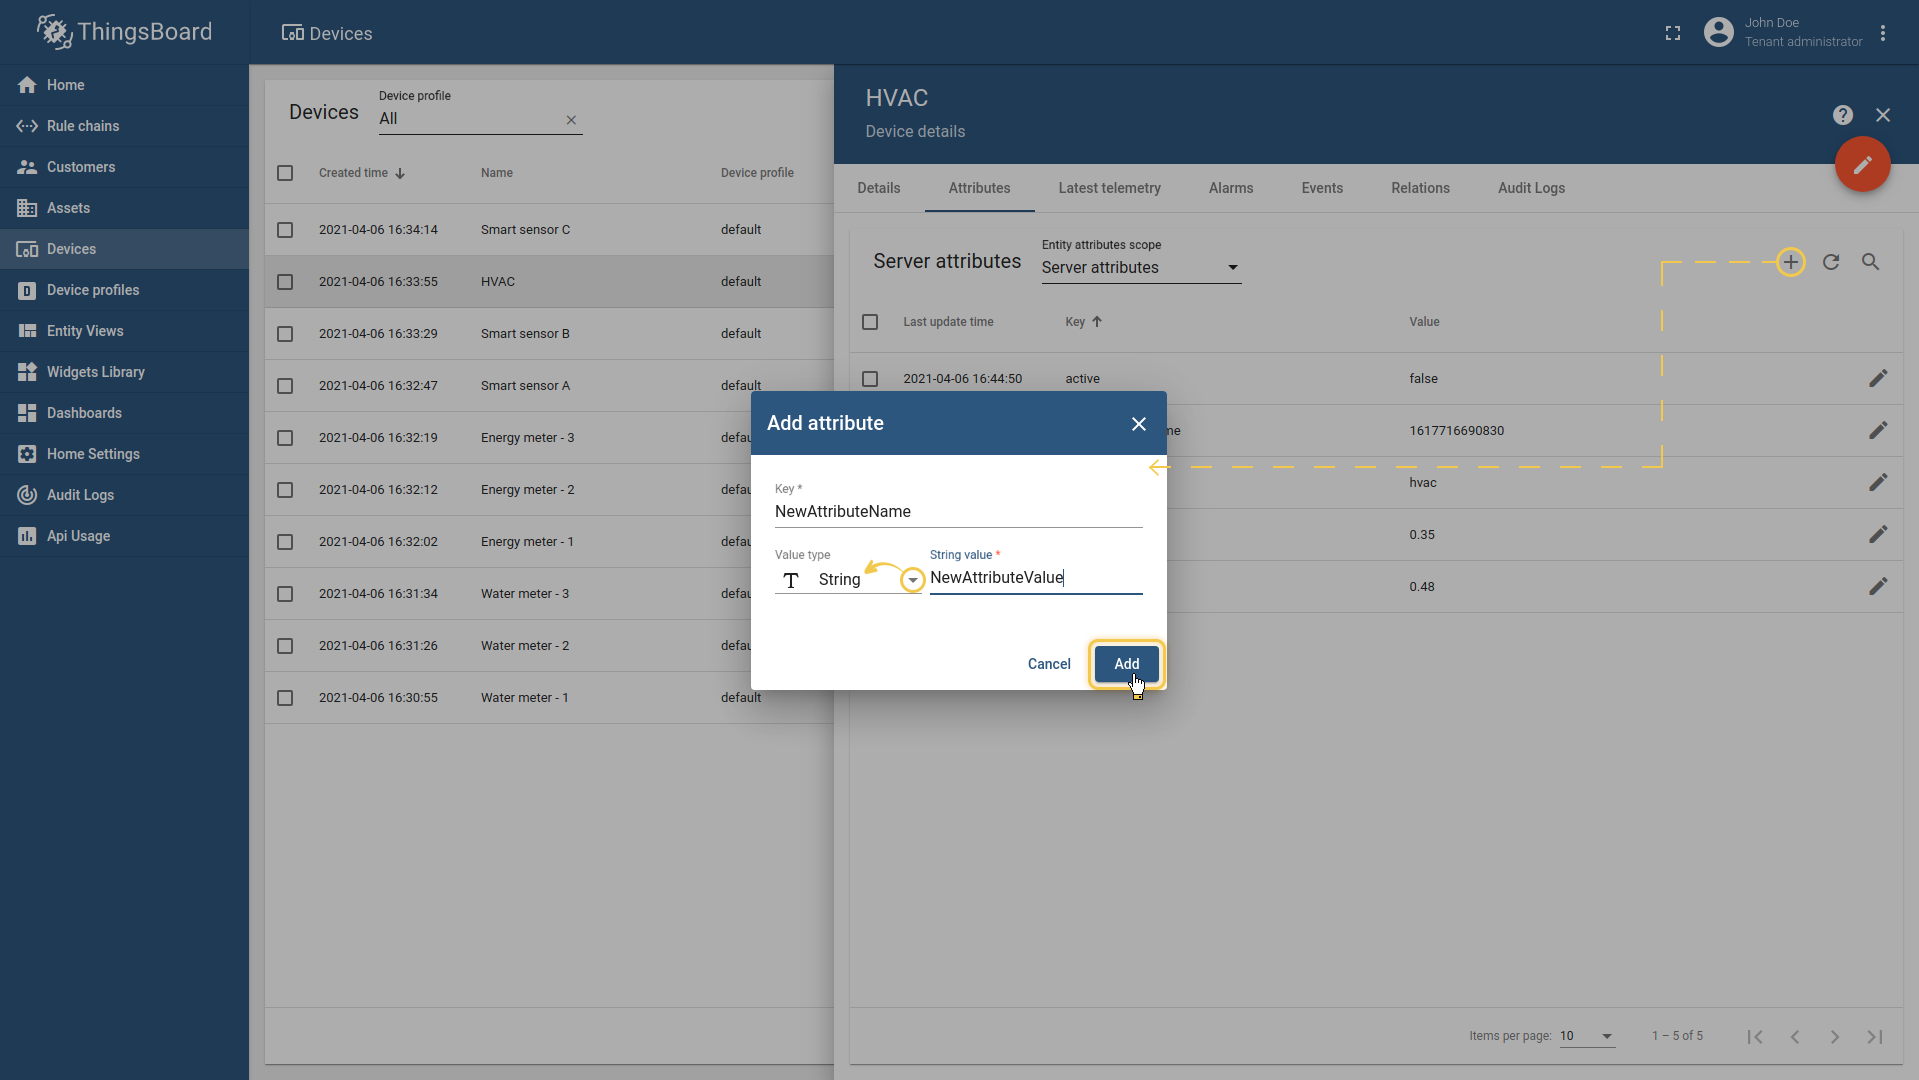 ThingsBoard
Devices
John Doe
Tenant administrator
Home
Rule chains
Customers
Assets
Devices
Device profiles
Entity Views
Widgets Library
Dashboards
Home Settings
Audit Logs
Api Usage
Devices
Device profile
All
Created time Name Device profile
2021-04-06 16:34:14 Smart sensor C default
2021-04-06 16:33:55 HVAC default
2021-04-06 16:33:29 Smart sensor B default
2021-04-06 16:32:47 Smart sensor A default
2021-04-06 16:32:19 Energy meter - 3 defau
2021-04-06 16:32:12 Energy meter - 2 defau
2021-04-06 16:32:02 Energy meter - 1 defau
2021-04-06 16:31:34 Water meter - 3 defau
2021-04-06 16:31:26 Water meter - 2 defau
2021-04-06 16:30:55 Water meter - 1 default
HVAC
Device details
Details Attributes Latest telemetry Alarms Events Relations Audit Logs
Server attributes
Entity attributes scope
Server attributes
Last update time Key Value
2021-04-06 16:44:50 active false
me 1617716690830
hvac
0.35
0.48
Add attribute
Key *
NewAttributeName
Value type String value *
String NewAttributeValue
Cancel Add
Items per page: 10 1 – 5 of 5